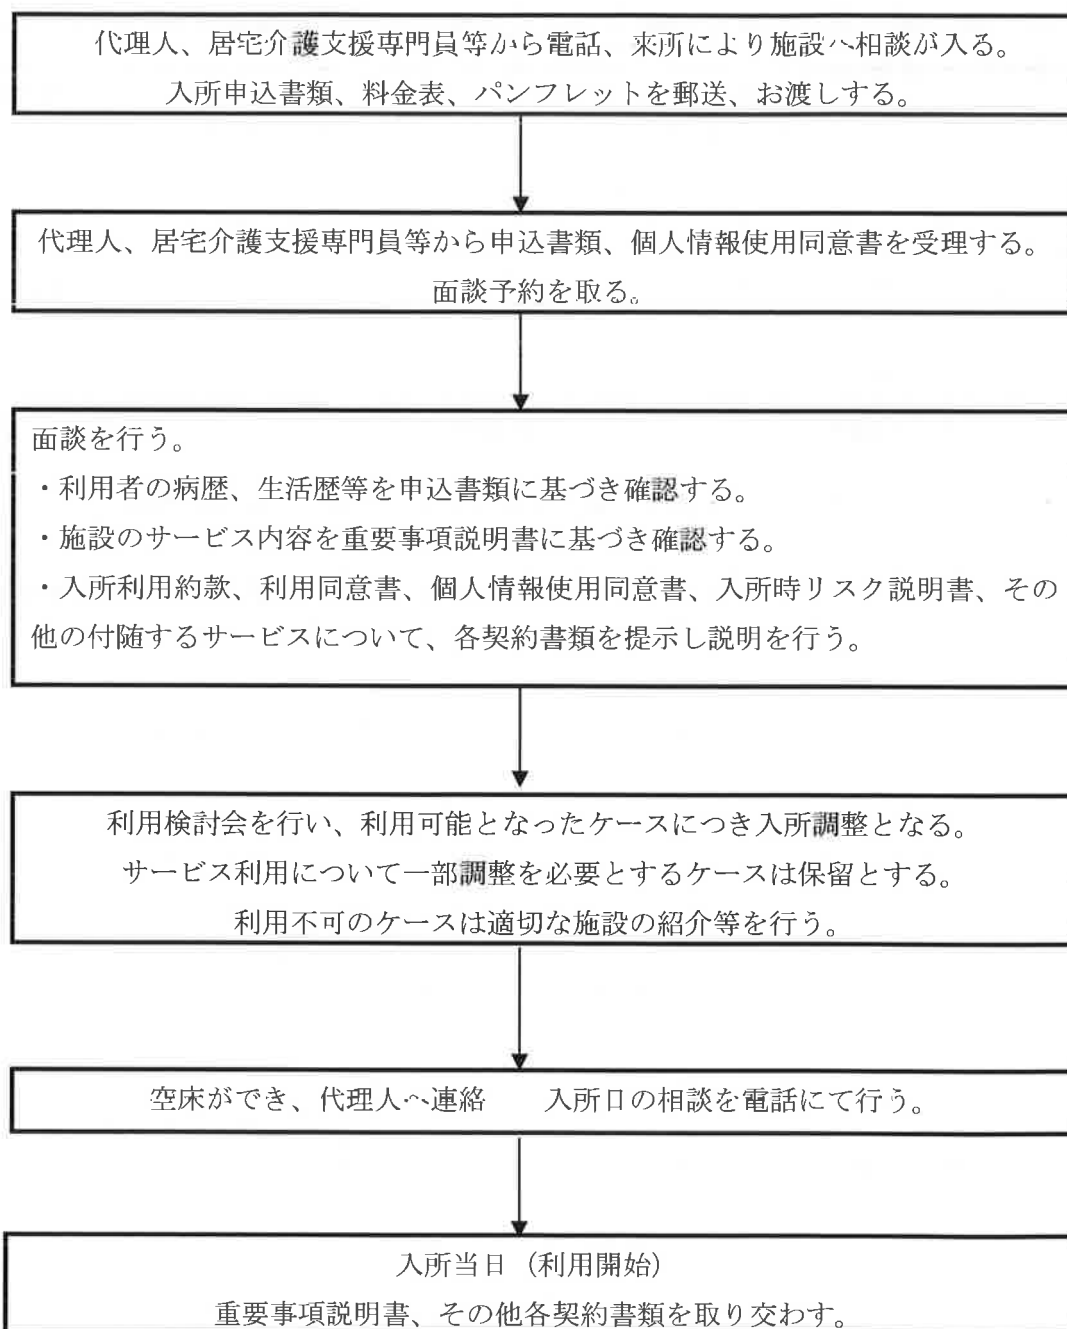 代理人、居宅介護支援専門員等から電話、来所により施設へ相談が入る。
入所申込書類、料金表、パンフレットを郵送、お渡しする。
代理人、居宅介護支援専門員等から申込書類、個人情報使用同意書を受理する。
面談予約を取る。
面談を行う。
・利用者の病歴、生活歴等を申込書類に基づき確認する。
・施設のサービス内容を重要事項説明書に基づき確認する。
・入所利用約款、利用同意書、個人情報使用同意書、入所時リスク説明書、その
他の付随するサービスについて、各契約書類を提示し説明を行う。
利用検討会を行い、利用可能となったケースにつき入所調整となる。
サービス利用について一部調整を必要とするケースは保留とする。
利用不可のケースは適切な施設の紹介等を行う。
空床ができ、代理人へ連絡　　入所日の相談を電話にて行う。
入所当日（利用開始）
重要事項説明書、その他各契約書類を取り交わす。